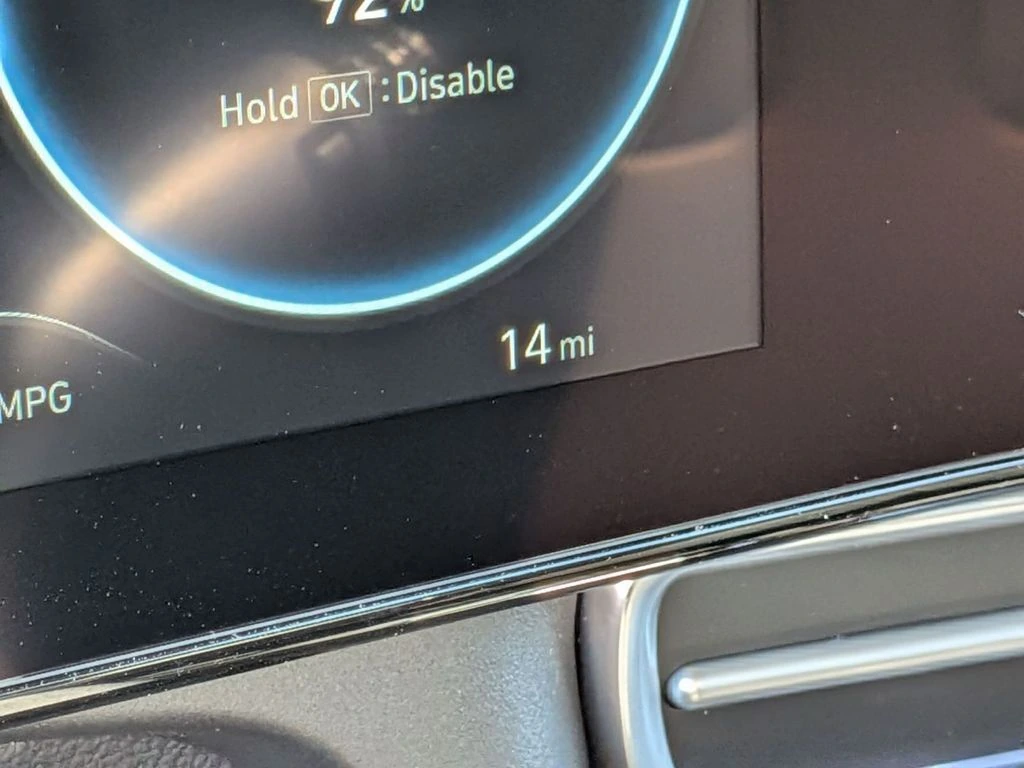 Hold OK : Disable
14 mi
MPG